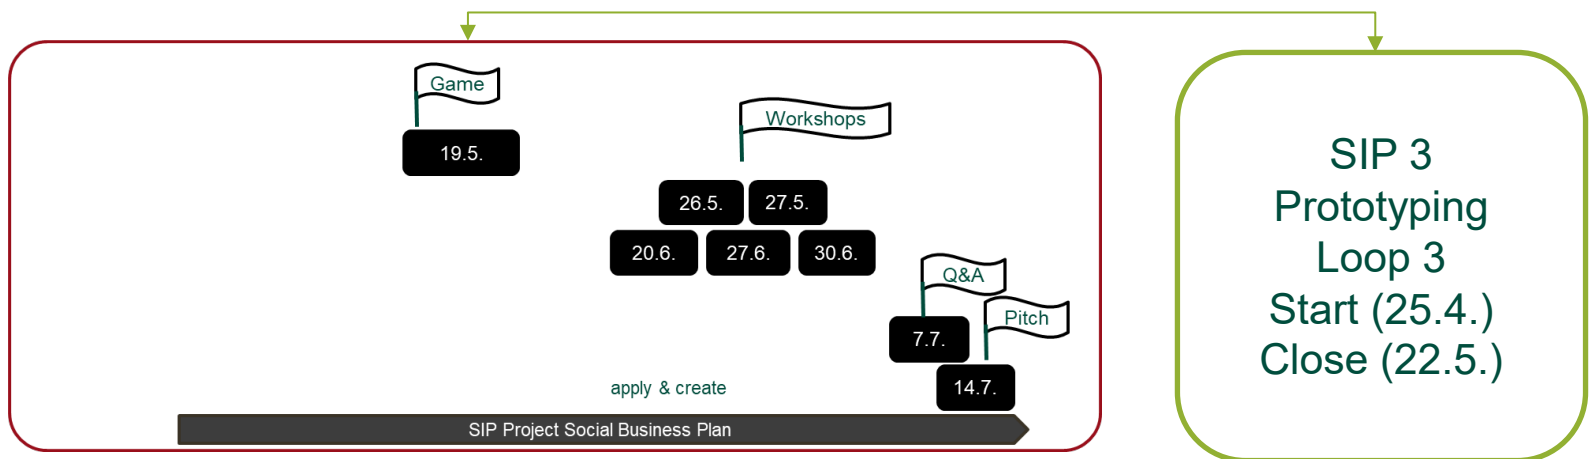 Game
19.5.
Workshops
26.5.
27.5.
20.6.
27.6.
30.6.
Q&A
7.7.
Pitch
14.7.
apply & create
SIP Project Social Business Plan
SIP 3
Prototyping
Loop 3
Start (25.4.)
Close (22.5.)